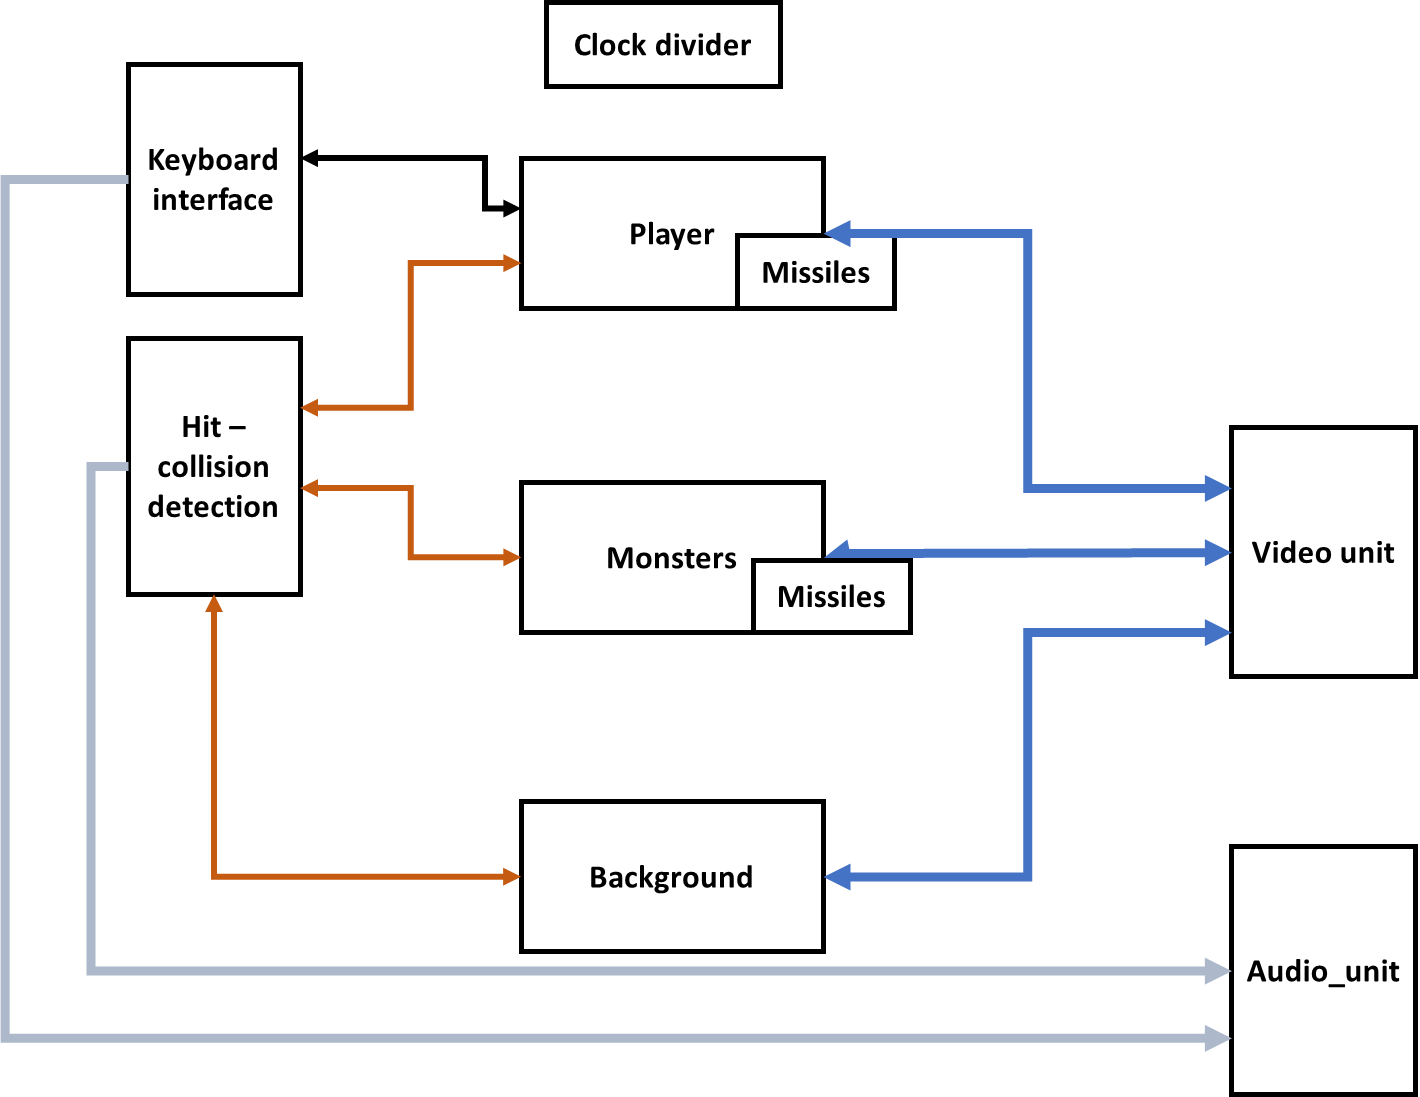 Clock divider
Keyboard
interface
Player
Missiles
Hit –
collision
detection
Monsters
Missiles
Video unit
Background
Audio_unit